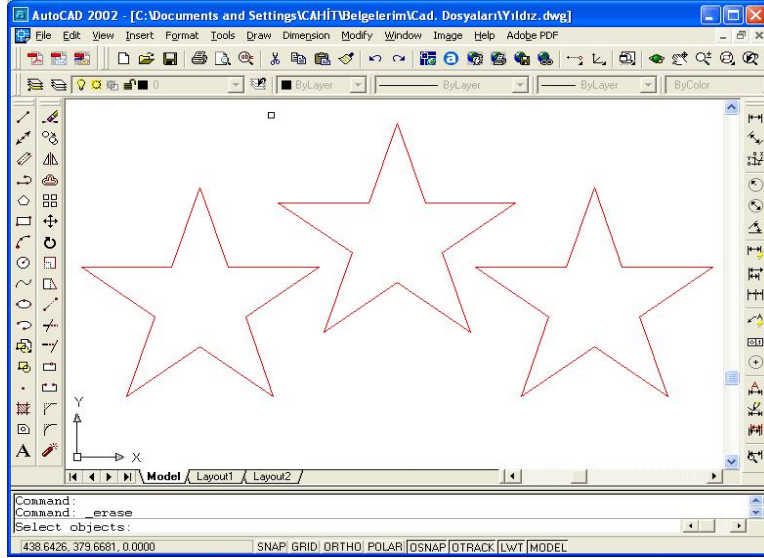 AutoCAD 2002 - [C:\Documents and Settings\CAHİT\Belgelerim\Cad. Dosyaları\Yıldız.dwg]
File Edit View Insert Format Tools Draw Dimension Modify Window Image Help Adobe PDF
0 ByLayer ByLayer ByLayer ByColor
Y
X
A
Model Layout1 Layout2
Command:
Command: _erase
Select objects:
438.6426, 379.6681, 0.0000 SNAP GRID ORTHO POLAR OSNAP OTRACK LWT MODEL